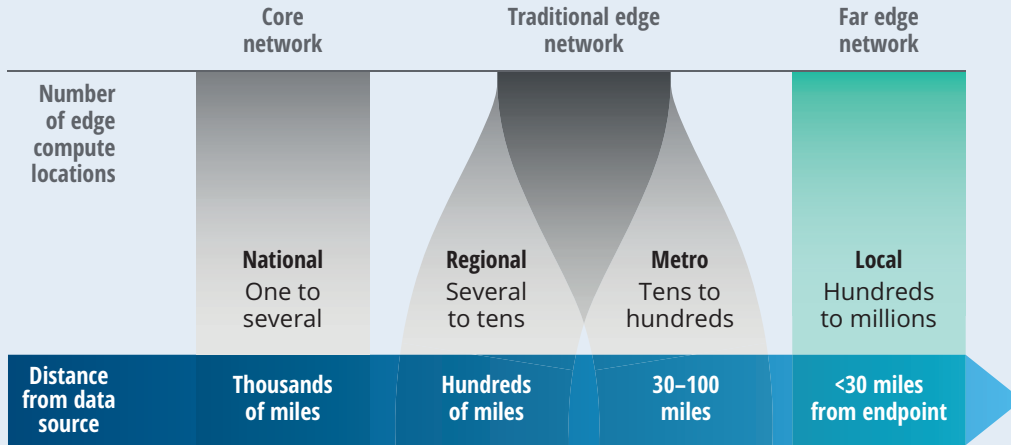 Core
network
Traditional edge
network
Far edge
network
Number
of edge
compute
locations
National
One to
several
Regional
Several
to tens
Metro
Tens to
hundreds
Local
Hundreds
to millions
Distance
from data
source
Thousands
of miles
Hundreds
of miles
30–100
miles
<30 miles
from endpoint